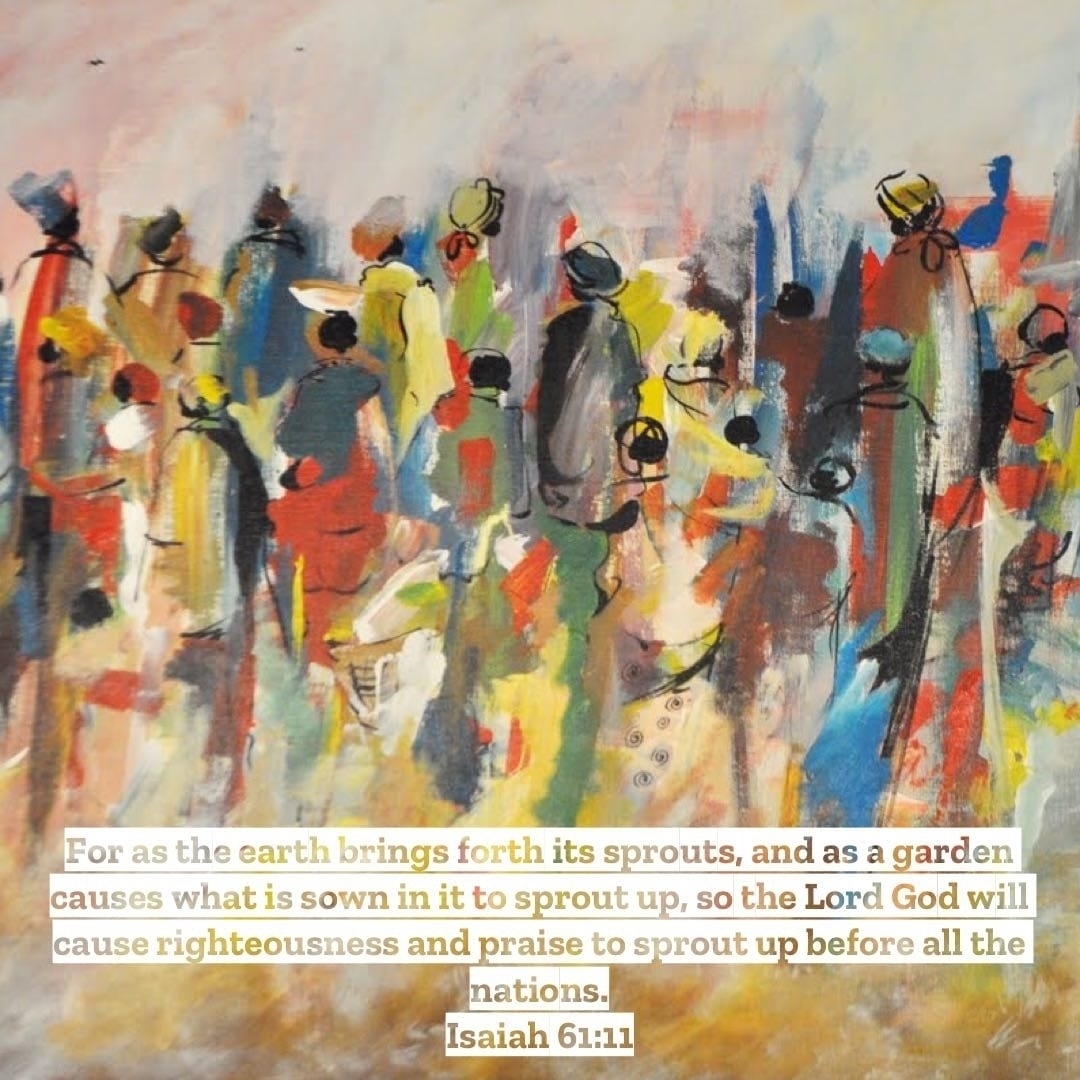 For as the earth brings forth its sprouts, and as a garden
causes what is sown in it to sprout up, so the Lord God will
cause righteousness and praise to sprout up before all the
nations.
Isaiah 61:11